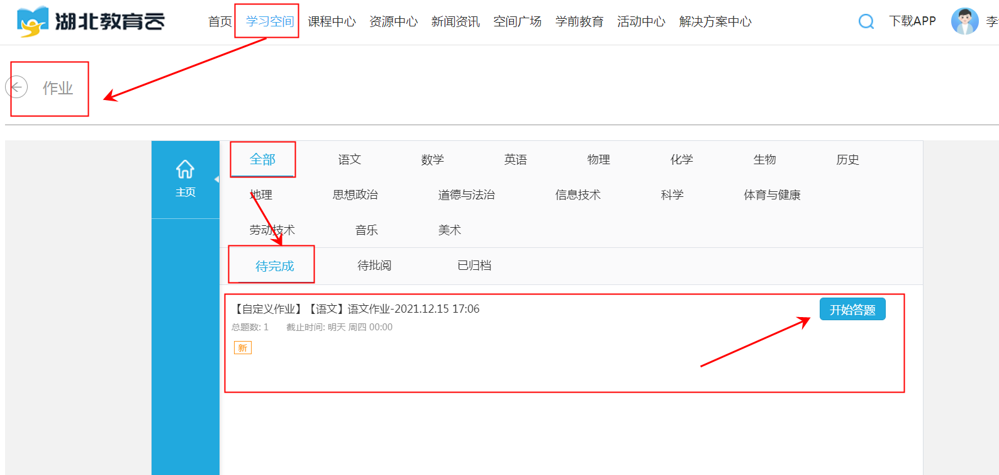 湖北教育云 首页 学习空间 课程中心 资源中心 新闻资讯 空间广场 学前教育 活动中心 解决方案中心 下载APP 李
作业
主页
全部 语文 数学 英语 物理 化学 生物 历史
地理 思想政治 道德与法治 信息技术 科学 体育与健康
劳动技术 音乐 美术
待完成 待批阅 已归档
【自定义作业】【语文】语文作业-2021.12.15 17:06 开始答题
总题数: 1 截止时间: 明天 周四 00:00
新